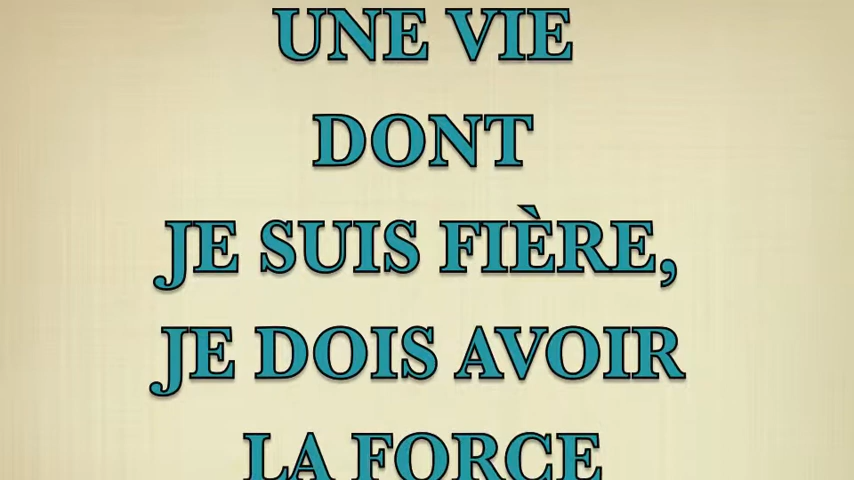 UNE VIE
DONT
JE SUIS FIÈRE,
JE DOIS AVOIR
LA FORCE